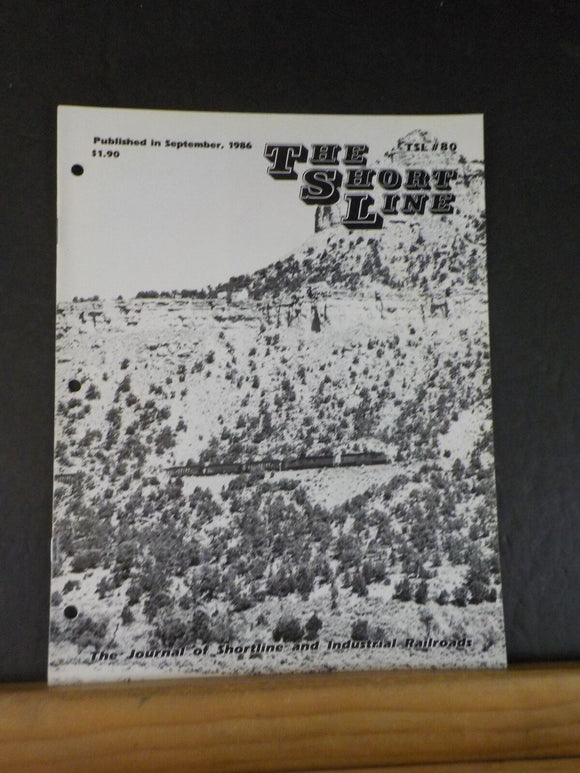 Published in September, 1986
$1.90
TSL #80
THE
SHORT
LINE
The Journal of Shortline and Industrial Railroads